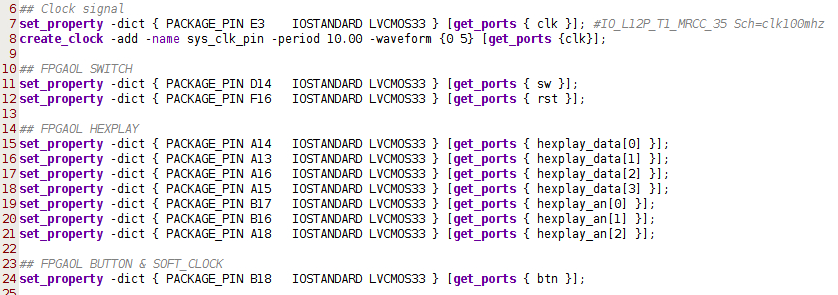 6 ## Clock signal
7 set_property -dict { PACKAGE_PIN E3    IOSTANDARD LVCMOS33 } [get_ports { clk }]; #IO_L12P_T1_MRCC_35 Sch=clk100mhz
8 create_clock -add -name sys_clk_pin -period 10.00 -waveform {0 5} [get_ports {clk}];
9
10 ## FPGAOL SWITCH
11 set_property -dict { PACKAGE_PIN D14   IOSTANDARD LVCMOS33 } [get_ports { sw }];
12 set_property -dict { PACKAGE_PIN F16   IOSTANDARD LVCMOS33 } [get_ports { rst }];
13
14 ## FPGAOL HEXPLAY
15 set_property -dict { PACKAGE_PIN A14   IOSTANDARD LVCMOS33 } [get_ports { hexplay_data[0] }];
16 set_property -dict { PACKAGE_PIN A13   IOSTANDARD LVCMOS33 } [get_ports { hexplay_data[1] }];
17 set_property -dict { PACKAGE_PIN A16   IOSTANDARD LVCMOS33 } [get_ports { hexplay_data[2] }];
18 set_property -dict { PACKAGE_PIN A15   IOSTANDARD LVCMOS33 } [get_ports { hexplay_data[3] }];
19 set_property -dict { PACKAGE_PIN B17   IOSTANDARD LVCMOS33 } [get_ports { hexplay_an[0] }];
20 set_property -dict { PACKAGE_PIN B16   IOSTANDARD LVCMOS33 } [get_ports { hexplay_an[1] }];
21 set_property -dict { PACKAGE_PIN A18   IOSTANDARD LVCMOS33 } [get_ports { hexplay_an[2] }];
22
23 ## FPGAOL BUTTON & SOFT_CLOCK
24 set_property -dict { PACKAGE_PIN B18   IOSTANDARD LVCMOS33 } [get_ports { btn }];
25